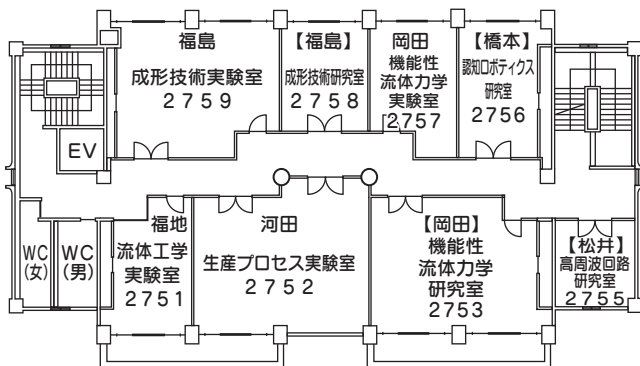 福島
成形技術実験室
2759
【福島】
成形技術研究室
2758
岡田
機能性
流体力学
実験室
2757
【橋本】
認知ロボティクス
研究室
2756
EV
WC
(女)
WC
(男)
福地
流体工学
実験室
2751
河田
生産プロセス実験室
2752
【岡田】
機能性
流体力学
研究室
2753
【松井】
高周波回路
研究室
2755